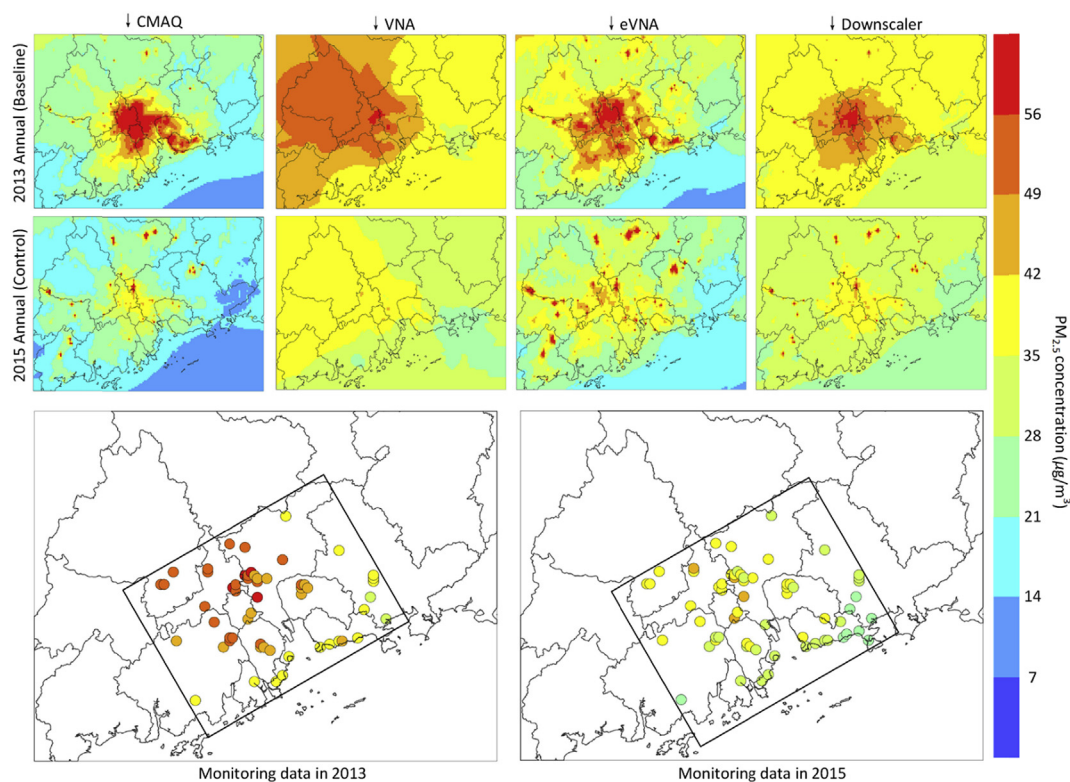 ↓ CMAQ
↓ VNA
↓ eVNA
↓ Downscaler
2013 Annual (Baseline)
2015 Annual (Control)
56
49
42
35
28
21
14
7
PM2.5 concentration (μg/m³)
Monitoring data in 2013
Monitoring data in 2015